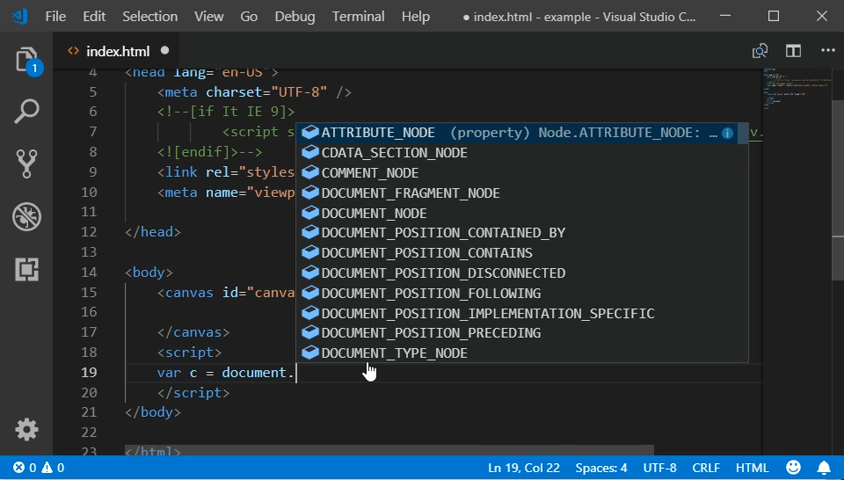 File Edit Selection View Go Debug Terminal Help ● index.html - example - Visual Studio C...
1
<> index.html ●
4 <head lang="en-US">
5 <meta charset="UTF-8" />
6 <!--[if It IE 9]>
7 <script s v.
8 <![endif]>-->
9 <link rel="styles
10 <meta name="viewp
11
12 </head>
13
14 <body>
15 <canvas id="canva
16
17 </canvas>
18 <script>
19 var c = document.
20 </script>
21 </body>
22
23 </html>
ATTRIBUTE_NODE (property) Node.ATTRIBUTE_NODE: ...
CDATA_SECTION_NODE
COMMENT_NODE
DOCUMENT_FRAGMENT_NODE
DOCUMENT_NODE
DOCUMENT_POSITION_CONTAINED_BY
DOCUMENT_POSITION_CONTAINS
DOCUMENT_POSITION_DISCONNECTED
DOCUMENT_POSITION_FOLLOWING
DOCUMENT_POSITION_IMPLEMENTATION_SPECIFIC
DOCUMENT_POSITION_PRECEDING
DOCUMENT_TYPE_NODE
0 0 Ln 19, Col 22 Spaces: 4 UTF-8 CRLF HTML